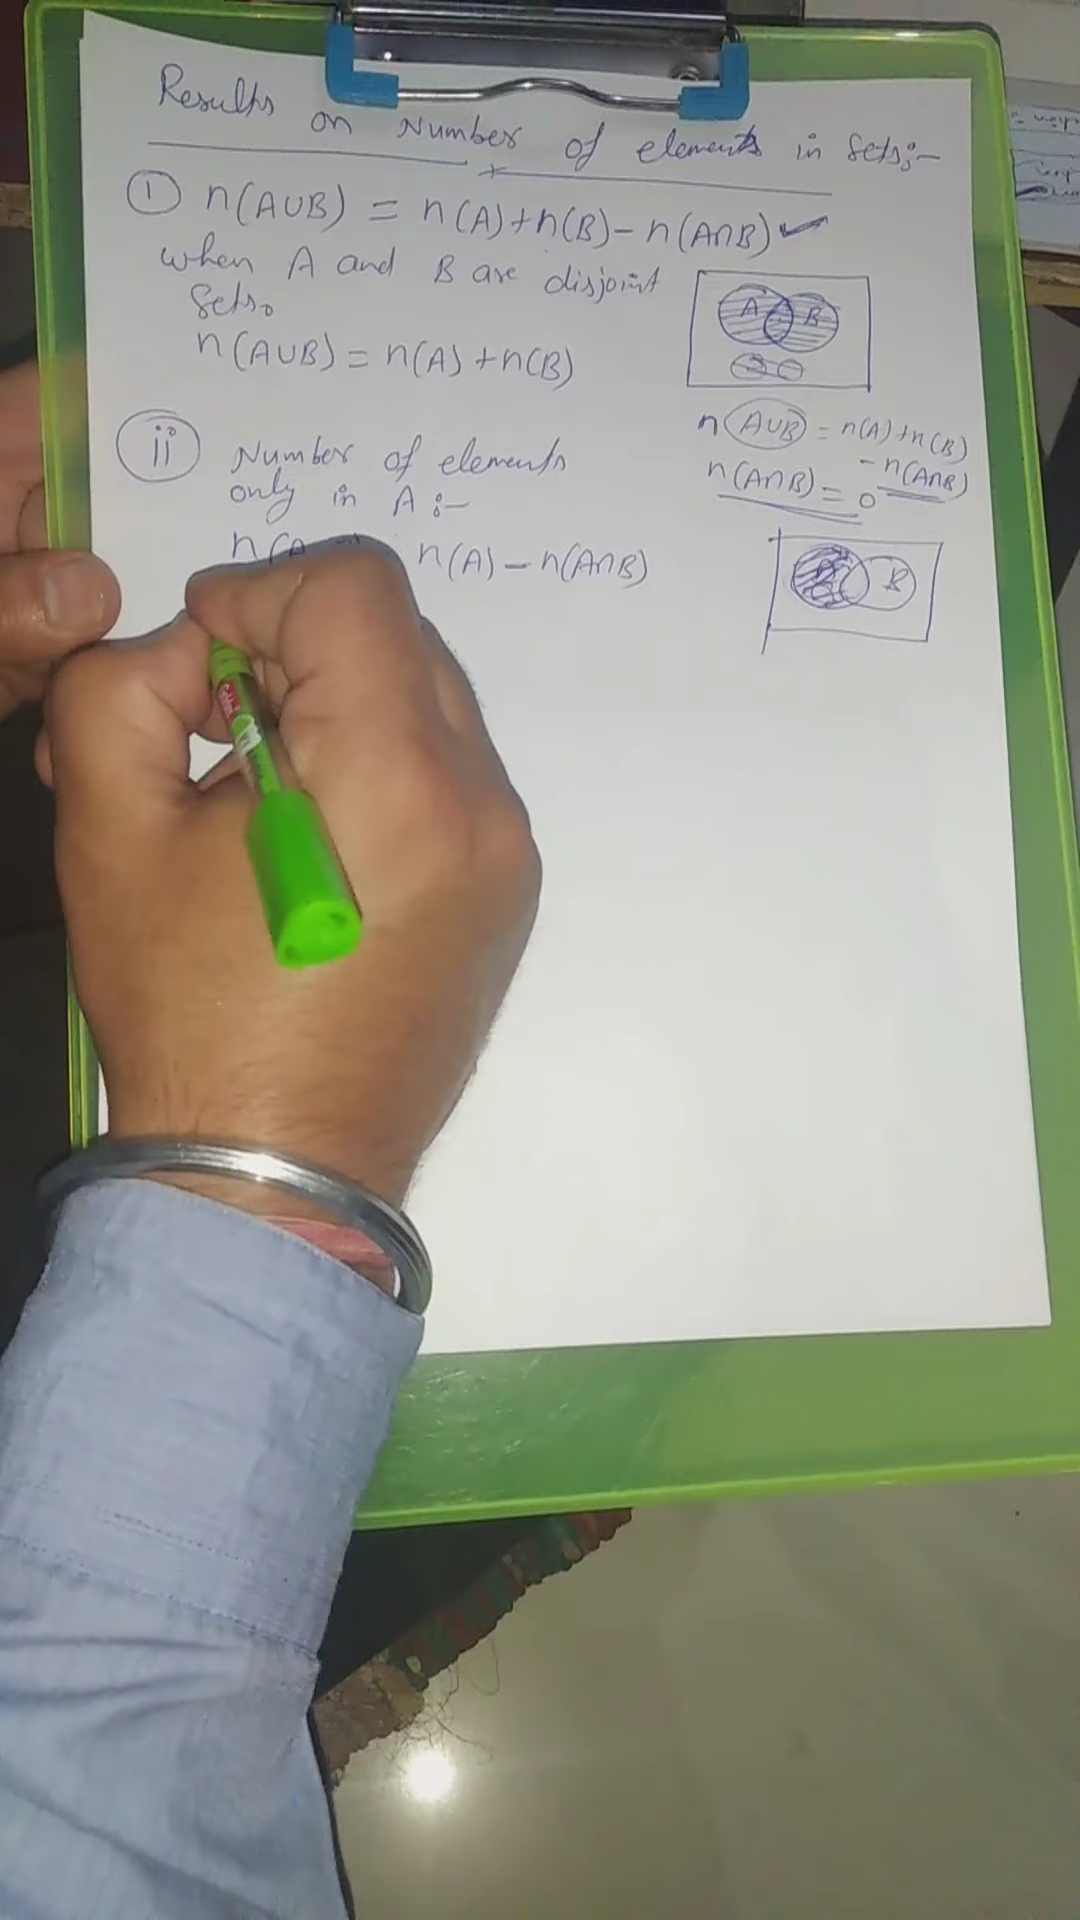 Results on Number of elements in Sets:-
① n(A∪B) = n(A)+n(B)-n(A∩B) ✓
when A and B are disjoint
Sets.
n(A∪B) = n(A)+n(B)
A B
n(A∪B) = n(A)+n(B)
-n(A∩B)
n(A∩B) = 0
ii Number of elements
only in A :-
n(A n(A) - n(A∩B)
A B